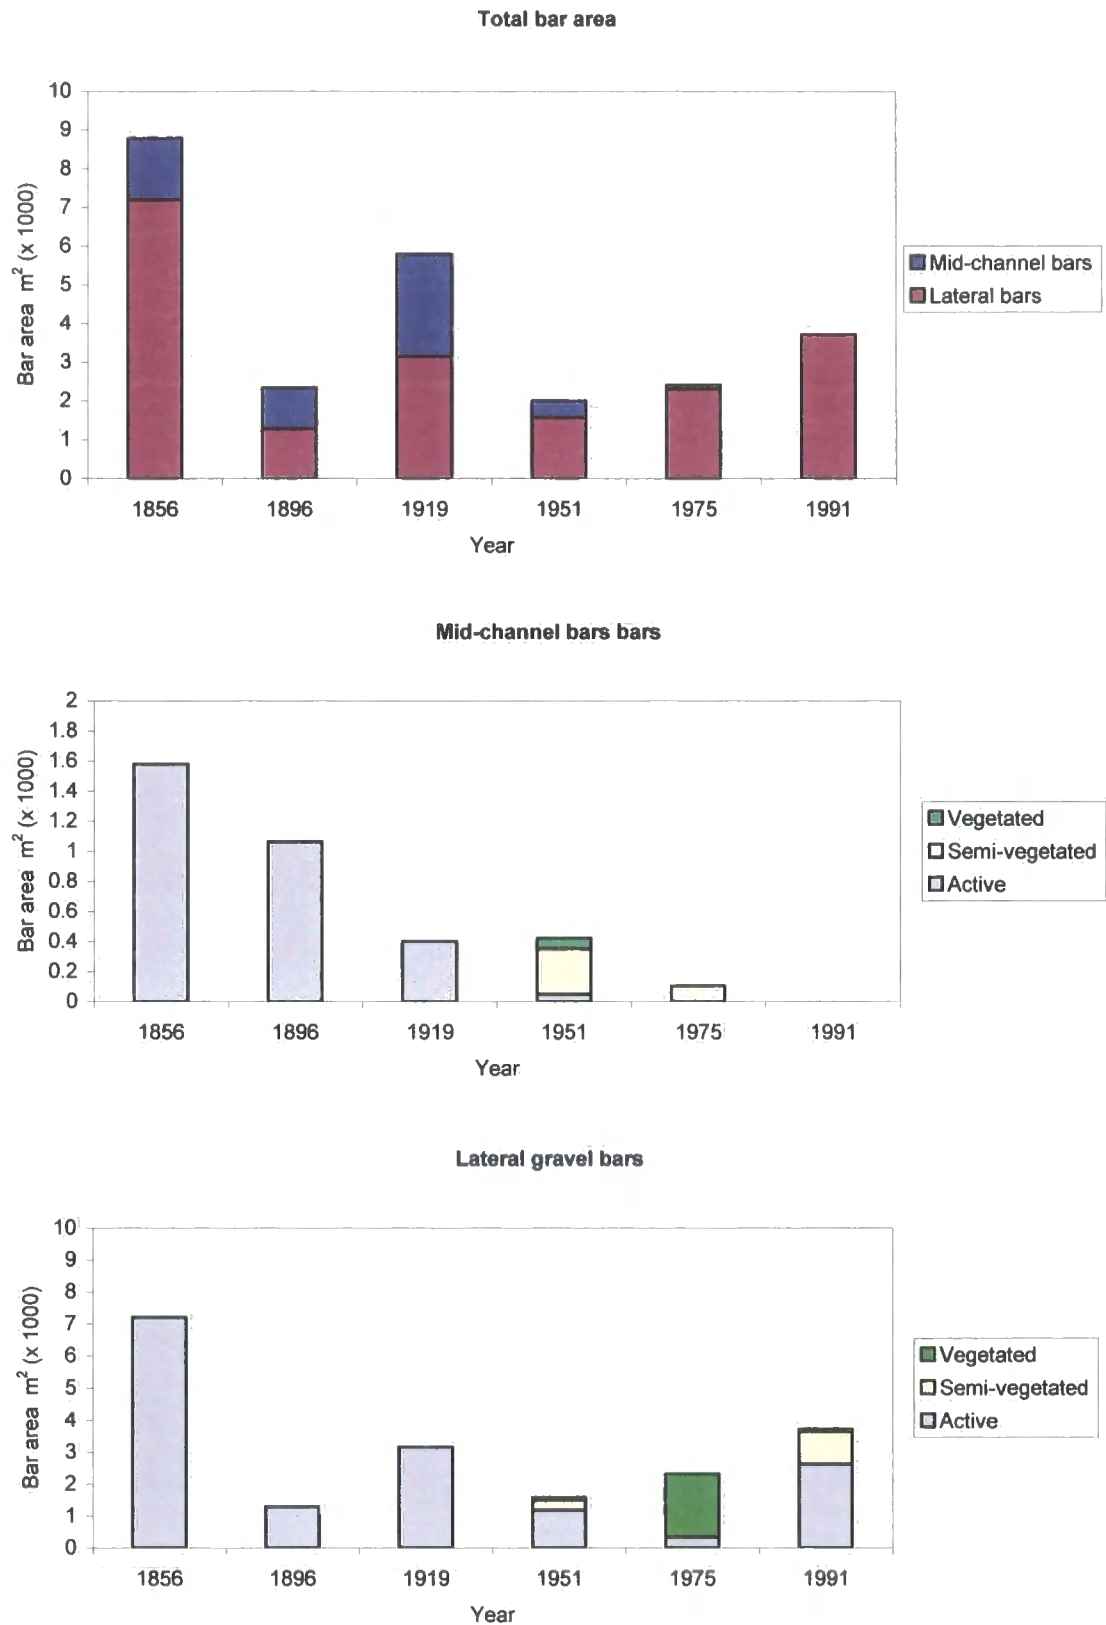 Total bar area
10
9
8
7
6
5
4
3
2
1
0
Bar area m² (x 1000)
1856 1896 1919 1951 1975 1991
Year
Mid-channel bars
Lateral bars
Mid-channel bars bars
2
1.8
1.6
1.4
1.2
1
0.8
0.6
0.4
0.2
0
Bar area m² (x 1000)
1856 1896 1919 1951 1975 1991
Year
Vegetated
Semi-vegetated
Active
Lateral gravel bars
10
9
8
7
6
5
4
3
2
1
0
Bar area m² (x 1000)
1856 1896 1919 1951 1975 1991
Year
Vegetated
Semi-vegetated
Active